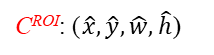 C^{ROI}: (x̂, ŷ, ŵ, ĥ)